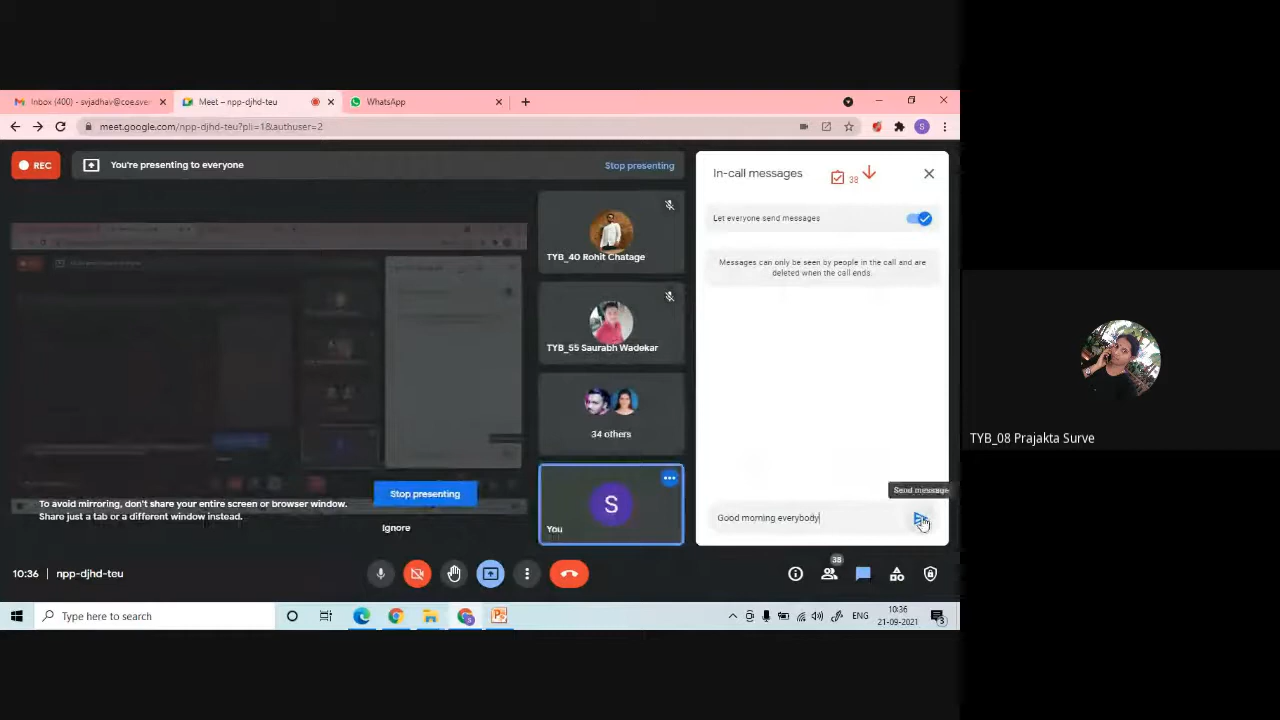 Inbox (400) - svjadhav@coe.sve
Meet – npp-djhd-teu
WhatsApp
meet.google.com/npp-djhd-teu?pli=1&authuser=2
REC
You're presenting to everyone
Stop presenting
TYB_40 Rohit Chatage
TYB_55 Saurabh Wadekar
34 others
S
You
To avoid mirroring, don't share your entire screen or browser window.
Share just a tab or a different window instead.
Stop presenting
Ignore
In-call messages
38
Let everyone send messages
Messages can only be seen by people in the call and are
deleted when the call ends.
Send message
Good morning everybody
TYB_08 Prajakta Surve
10:36 | npp-djhd-teu
38
Type here to search
ENG
10:36
21-09-2021
3